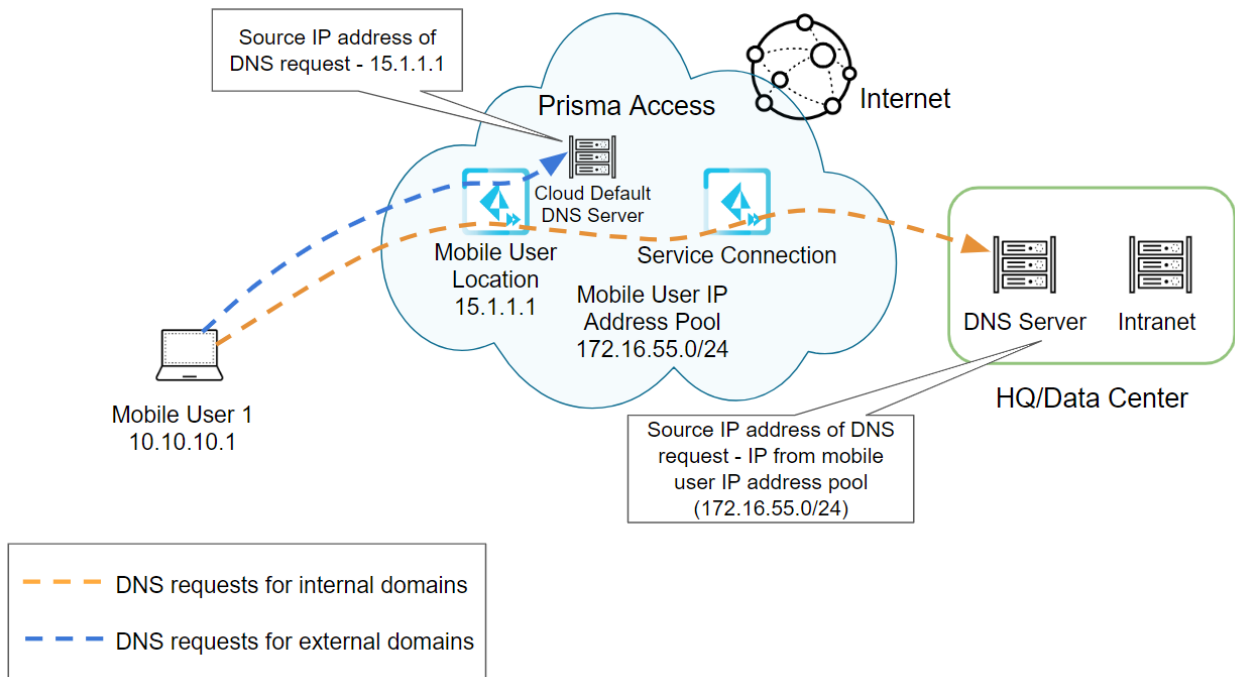 Source IP address of
DNS request - 15.1.1.1
Prisma Access
Internet
Cloud Default
DNS Server
Mobile User
Location
15.1.1.1
Service Connection
Mobile User IP
Address Pool
172.16.55.0/24
DNS Server
Intranet
HQ/Data Center
Mobile User 1
10.10.10.1
Source IP address of DNS
request - IP from mobile
user IP address pool
(172.16.55.0/24)
DNS requests for internal domains
DNS requests for external domains